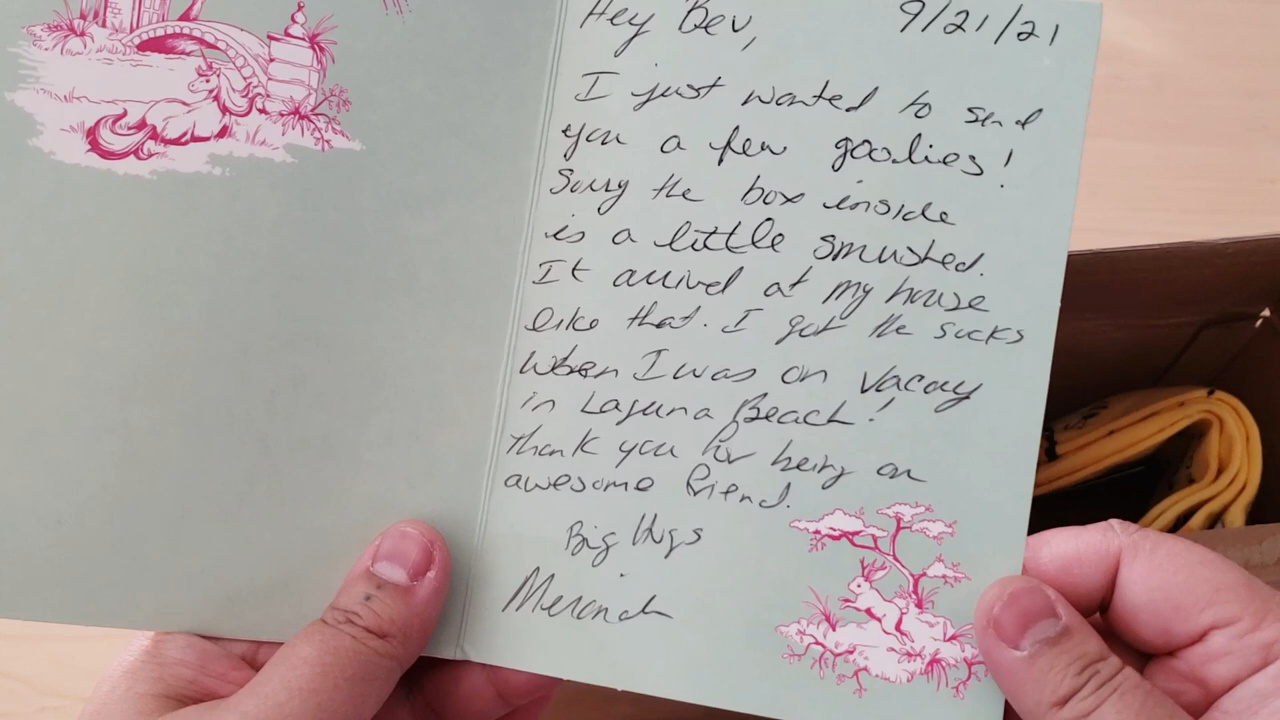 Hey Bev,
9/21/21
I just wanted to send
you a few goodies!
Sorry the box inside
is a little smushed.
It arrived at my house
like that. I got the socks
when I was on vacay
in Laguna Beach!
Thank you for being an
awesome friend.
Big Hugs